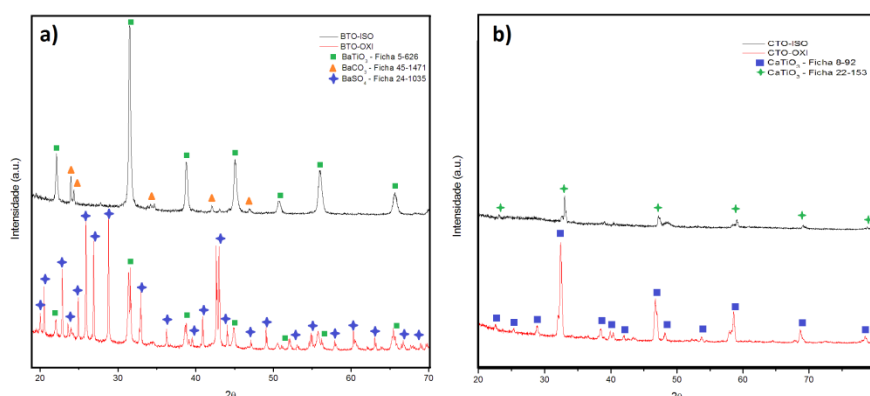 a)
BTO-ISO
BTO-OXI
BaTiO₃ - Ficha 5-626
BaCO₃ - Ficha 45-1471
BaSO₄ - Ficha 24-1035
Intensidade (a.u.)
20 30 40 50 60 70
2θ
b)
CTO-ISO
CTO-OXI
CaTiO₃ - Ficha 8-92
CaTiO₃ - Ficha 22-153
Intensidade (a.u.)
20 30 40 50 60 70
2θ